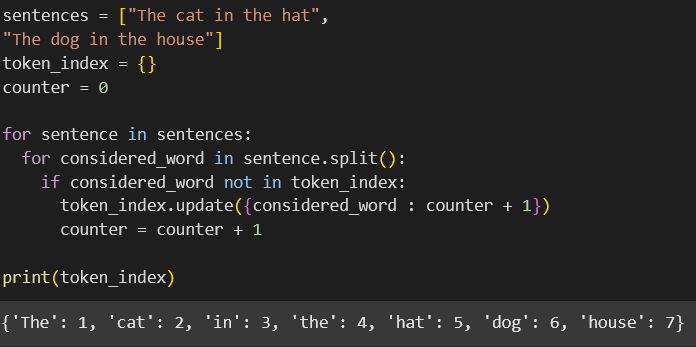 sentences = ["The cat in the hat",
"The dog in the house"]
token_index = {}
counter = 0
for sentence in sentences:
for considered_word in sentence.split():
if considered_word not in token_index:
token_index.update({considered_word : counter + 1})
counter = counter + 1
print(token_index)
{'The': 1, 'cat': 2, 'in': 3, 'the': 4, 'hat': 5, 'dog': 6, 'house': 7}